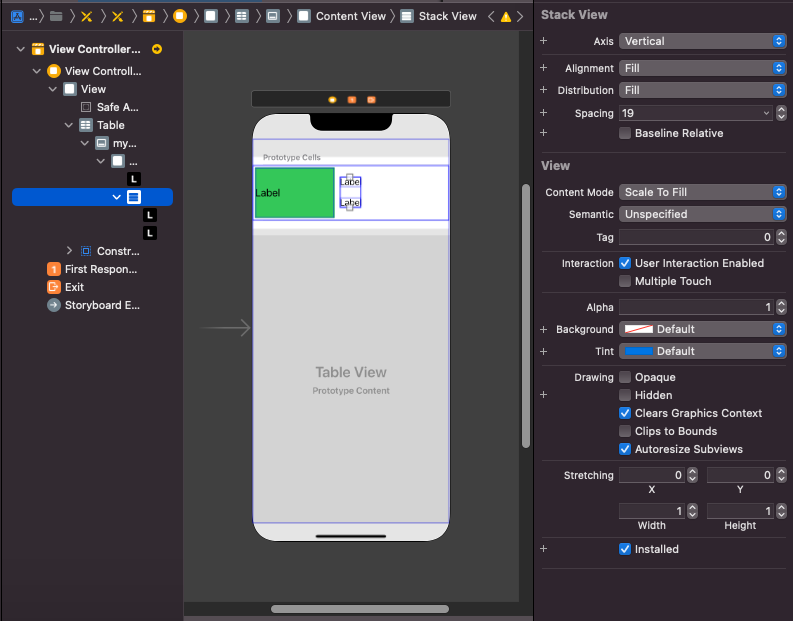 ... Content View Stack View
View Controller...
View Controll...
View
Safe A...
Table
my...
...
L
L
L
Constr...
First Respon...
Exit
Storyboard E...
Prototype Cells
Label
Label
Label
Table View
Prototype Content
Stack View
Axis Vertical
Alignment Fill
Distribution Fill
Spacing 19
Baseline Relative
View
Content Mode Scale To Fill
Semantic Unspecified
Tag 0
Interaction User Interaction Enabled
Multiple Touch
Alpha 1
Background Default
Tint Default
Drawing Opaque
Hidden
Clears Graphics Context
Clips to Bounds
Autoresize Subviews
Stretching 0 0
X Y
1 1
Width Height
Installed